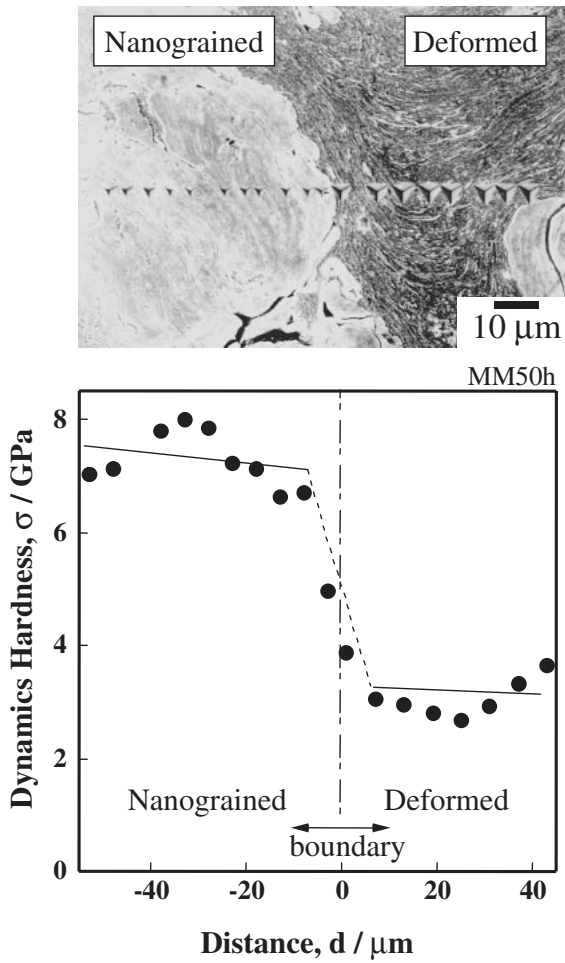 Nanograined Deformed
10 μm
MM50h
Dynamics Hardness, σ / GPa
8
6
4
2
0
Nanograined Deformed
boundary
-40 -20 0 20 40
Distance, d / μm